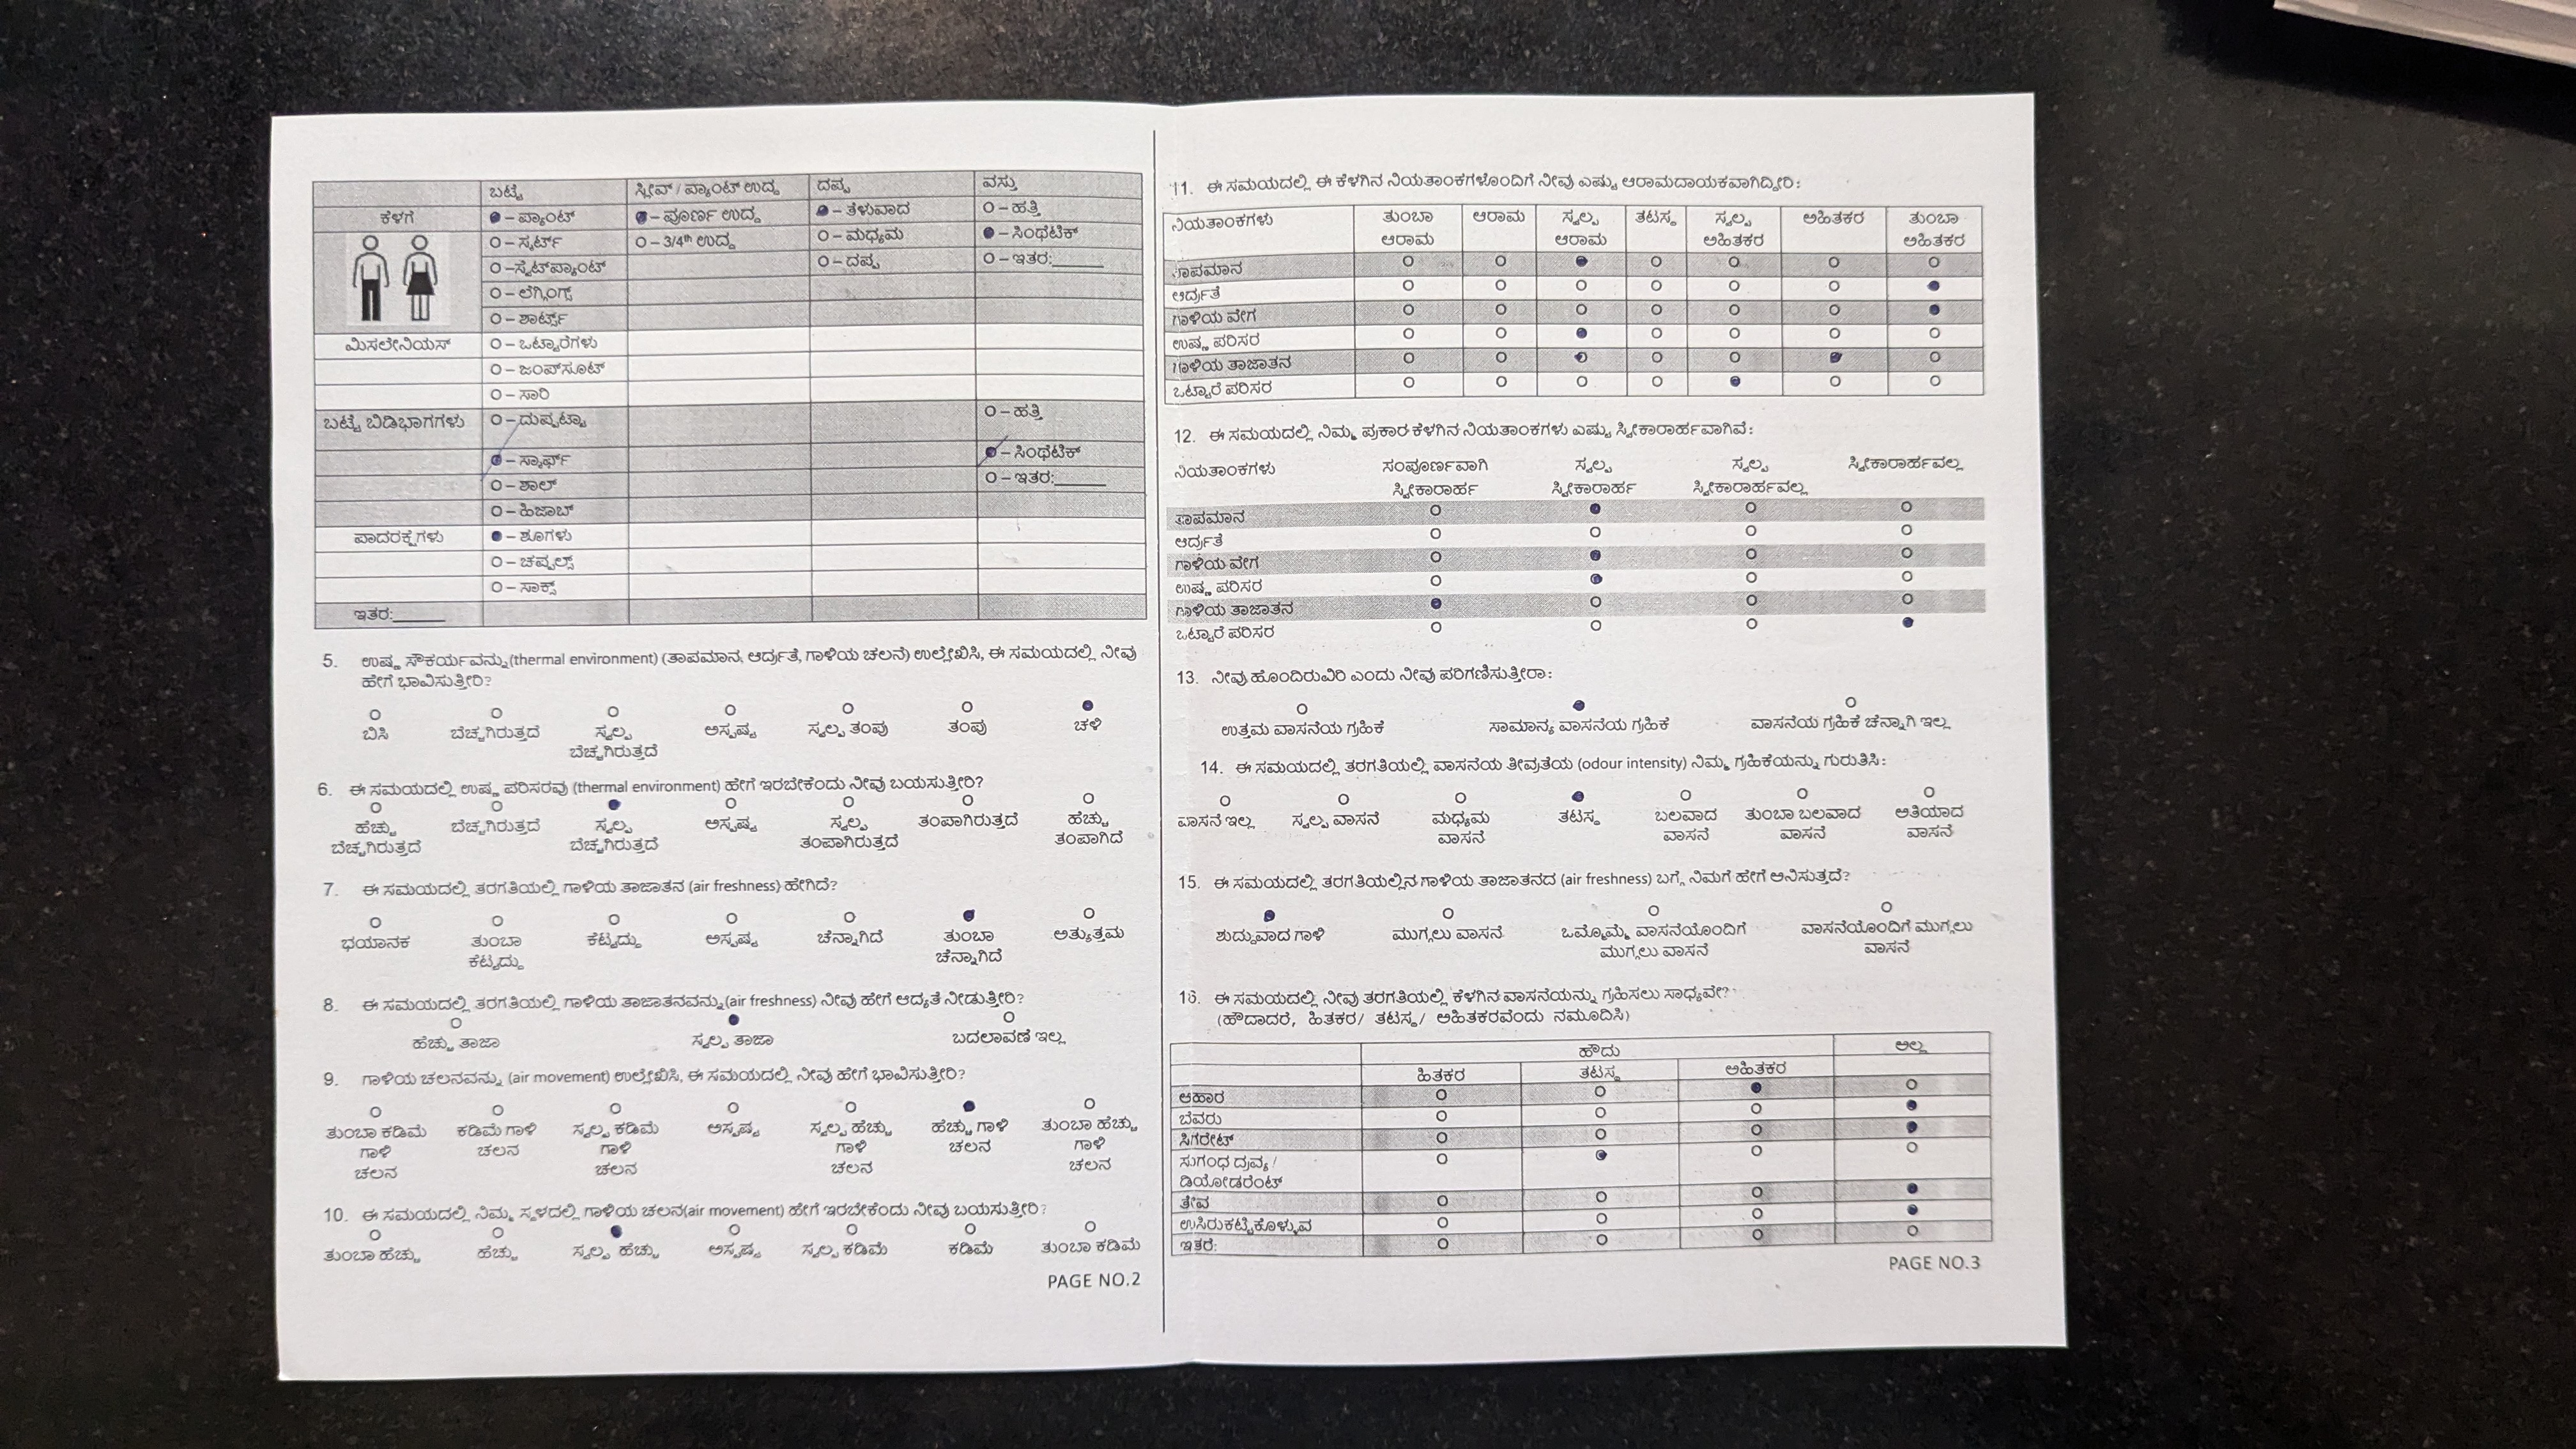 ಬಟ್ಟೆ ಸ್ಲೀವ್ / ಪ್ಯಾಂಟ್ ಉದ್ದ ದಪ್ಪ ವಸ್ತು
ಕೆಳಗೆ - ಪ್ಯಾಂಟ್ - ಪೂರ್ಣ ಉದ್ದ - ತೆಳುವಾದ O - ಹತ್ತಿ
O - ಸ್ಕರ್ಟ್ O - 3/4th ಉದ್ದ O - ಮಧ್ಯಮ - ಸಿಂಥೆಟಿಕ್
O - ಸ್ವೆಟ್‌ಪ್ಯಾಂಟ್ O - ದಪ್ಪ O - ಇತರ:______
O - ಲೆಗ್ಗಿಂಗ್ಸ್
O - ಶಾರ್ಟ್ಸ್
ಮಿಸಲೇನಿಯಸ್ O - ಒಟ್ಟಾರೆಗಳು
O - ಜಂಪ್‌ಸೂಟ್
O - ಸಾರಿ
ಬಟ್ಟೆ ಬಿಡಿಭಾಗಗಳು O - ದುಪ್ಪಟ್ಟಾ O - ಹತ್ತಿ
- ಸ್ಕಾರ್ಫ್ - ಸಿಂಥೆಟಿಕ್
O - ಶಾಲ್ O - ಇತರ:______
O - ಹಿಜಾಬ್
ಪಾದರಕ್ಷೆಗಳು - ಶೂಗಳು
O - ಚಪ್ಪಲ್ಸ್
O - ಸಾಕ್ಸ್
ಇತರ:______
5. ಉಷ್ಣ ಸೌಕರ್ಯವನ್ನು(thermal environment) (ತಾಪಮಾನ, ಆರ್ದ್ರತೆ, ಗಾಳಿಯ ಚಲನೆ) ಉಲ್ಲೇಖಿಸಿ, ಈ ಸಮಯದಲ್ಲಿ ನೀವು
ಹೇಗೆ ಭಾವಿಸುತ್ತೀರಿ?
ಬಿಸಿ ಬೆಚ್ಚಗಿರುತ್ತದೆ ಸ್ವಲ್ಪ ಅಸ್ಪಷ್ಟ ಸ್ವಲ್ಪ ತಂಪು ತಂಪು ಚಳಿ
ಬೆಚ್ಚಗಿರುತ್ತದೆ
6. ಈ ಸಮಯದಲ್ಲಿ ಉಷ್ಣ ಪರಿಸರವು (thermal environment) ಹೇಗೆ ಇರಬೇಕೆಂದು ನೀವು ಬಯಸುತ್ತೀರಿ?
ಹೆಚ್ಚು ಬೆಚ್ಚಗಿರುತ್ತದೆ ಸ್ವಲ್ಪ ಅಸ್ಪಷ್ಟ ಸ್ವಲ್ಪ ತಂಪಾಗಿರುತ್ತದೆ ಹೆಚ್ಚು
ಬೆಚ್ಚಗಿರುತ್ತದೆ ಬೆಚ್ಚಗಿರುತ್ತದೆ ತಂಪಾಗಿರುತ್ತದೆ ತಂಪಾಗಿದೆ
7. ಈ ಸಮಯದಲ್ಲಿ ತರಗತಿಯಲ್ಲಿ ಗಾಳಿಯ ತಾಜಾತನ (air freshness) ಹೇಗಿದೆ?
ಭಯಾನಕ ತುಂಬಾ ಕೆಟ್ಟದ್ದು ಅಸ್ಪಷ್ಟ ಚೆನ್ನಾಗಿದೆ ತುಂಬಾ ಅತ್ಯುತ್ತಮ
ಕೆಟ್ಟದ್ದು ಚೆನ್ನಾಗಿದೆ
8. ಈ ಸಮಯದಲ್ಲಿ ತರಗತಿಯಲ್ಲಿ ಗಾಳಿಯ ತಾಜಾತನವನ್ನು(air freshness) ನೀವು ಹೇಗೆ ಆದ್ಯತೆ ನೀಡುತ್ತೀರಿ?
ಹೆಚ್ಚು ತಾಜಾ ಸ್ವಲ್ಪ ತಾಜಾ ಬದಲಾವಣೆ ಇಲ್ಲ
9. ಗಾಳಿಯ ಚಲನವನ್ನು (air movement) ಉಲ್ಲೇಖಿಸಿ, ಈ ಸಮಯದಲ್ಲಿ ನೀವು ಹೇಗೆ ಭಾವಿಸುತ್ತೀರಿ?
ತುಂಬಾ ಕಡಿಮೆ ಕಡಿಮೆ ಗಾಳಿ ಸ್ವಲ್ಪ ಕಡಿಮೆ ಅಸ್ಪಷ್ಟ ಸ್ವಲ್ಪ ಹೆಚ್ಚು ಹೆಚ್ಚು ಗಾಳಿ ತುಂಬಾ ಹೆಚ್ಚು
ಗಾಳಿ ಚಲನ ಗಾಳಿ ಗಾಳಿ ಚಲನ ಗಾಳಿ
ಚಲನ ಚಲನ ಚಲನ ಚಲನ
10. ಈ ಸಮಯದಲ್ಲಿ ನಿಮ್ಮ ಸ್ಥಳದಲ್ಲಿ ಗಾಳಿಯ ಚಲನ(air movement) ಹೇಗೆ ಇರಬೇಕೆಂದು ನೀವು ಬಯಸುತ್ತೀರಿ?
ತುಂಬಾ ಹೆಚ್ಚು ಹೆಚ್ಚು ಸ್ವಲ್ಪ ಹೆಚ್ಚು ಅಸ್ಪಷ್ಟ ಸ್ವಲ್ಪ ಕಡಿಮೆ ಕಡಿಮೆ ತುಂಬಾ ಕಡಿಮೆ
PAGE NO.2
11. ಈ ಸಮಯದಲ್ಲಿ ಈ ಕೆಳಗಿನ ನಿಯತಾಂಕಗಳೊಂದಿಗೆ ನೀವು ಎಷ್ಟು ಆರಾಮದಾಯಕವಾಗಿದ್ದೀರಿ:
ನಿಯತಾಂಕಗಳು ತುಂಬಾ ಆರಾಮ ಸ್ವಲ್ಪ ತಟಸ್ಥ ಸ್ವಲ್ಪ ಅಹಿತಕರ ತುಂಬಾ
ಆರಾಮ ಆರಾಮ ಅಹಿತಕರ ಅಹಿತಕರ
ತಾಪಮಾನ
ಆರ್ದ್ರತೆ
ಗಾಳಿಯ ವೇಗ
ಉಷ್ಣ ಪರಿಸರ
ಗಾಳಿಯ ತಾಜಾತನ
ಒಟ್ಟಾರೆ ಪರಿಸರ
12. ಈ ಸಮಯದಲ್ಲಿ ನಿಮ್ಮ ಪ್ರಕಾರ ಕೆಳಗಿನ ನಿಯತಾಂಕಗಳು ಎಷ್ಟು ಸ್ವೀಕಾರಾರ್ಹವಾಗಿವೆ:
ನಿಯತಾಂಕಗಳು ಸಂಪೂರ್ಣವಾಗಿ ಸ್ವಲ್ಪ ಸ್ವಲ್ಪ ಸ್ವೀಕಾರಾರ್ಹವಲ್ಲ
ಸ್ವೀಕಾರಾರ್ಹ ಸ್ವೀಕಾರಾರ್ಹ ಸ್ವೀಕಾರಾರ್ಹವಲ್ಲ
ತಾಪಮಾನ
ಆರ್ದ್ರತೆ
ಗಾಳಿಯ ವೇಗ
ಉಷ್ಣ ಪರಿಸರ
ಗಾಳಿಯ ತಾಜಾತನ
ಒಟ್ಟಾರೆ ಪರಿಸರ
13. ನೀವು ಹೊಂದಿರುವಿರಿ ಎಂದು ನೀವು ಪರಿಗಣಿಸುತ್ತೀರಾ:
ಉತ್ತಮ ವಾಸನೆಯ ಗ್ರಹಿಕೆ ಸಾಮಾನ್ಯ ವಾಸನೆಯ ಗ್ರಹಿಕೆ ವಾಸನೆಯ ಗ್ರಹಿಕೆ ಚೆನ್ನಾಗಿ ಇಲ್ಲ
14. ಈ ಸಮಯದಲ್ಲಿ ತರಗತಿಯಲ್ಲಿ ವಾಸನೆಯ ತೀವ್ರತೆಯ (odour intensity) ನಿಮ್ಮ ಗ್ರಹಿಕೆಯನ್ನು ಗುರುತಿಸಿ:
ವಾಸನೆ ಇಲ್ಲ ಸ್ವಲ್ಪ ವಾಸನೆ ಮಧ್ಯಮ ತಟಸ್ಥ ಬಲವಾದ ತುಂಬಾ ಬಲವಾದ ಅತಿಯಾದ
ವಾಸನೆ ವಾಸನೆ ವಾಸನೆ ವಾಸನೆ
15. ಈ ಸಮಯದಲ್ಲಿ ತರಗತಿಯಲ್ಲಿನ ಗಾಳಿಯ ತಾಜಾತನದ (air freshness) ಬಗ್ಗೆ ನಿಮಗೆ ಹೇಗೆ ಅನಿಸುತ್ತದೆ?
ಶುದ್ಧವಾದ ಗಾಳಿ ಮುಗ್ಗಲು ವಾಸನೆ ಒಮ್ಮೊಮ್ಮೆ ವಾಸನೆಯೊಂದಿಗೆ ವಾಸನೆಯೊಂದಿಗೆ ಮುಗ್ಗಲು
ಮುಗ್ಗಲು ವಾಸನೆ ವಾಸನೆ
16. ಈ ಸಮಯದಲ್ಲಿ ನೀವು ತರಗತಿಯಲ್ಲಿ ಕೆಳಗಿನ ವಾಸನೆಯನ್ನು ಗ್ರಹಿಸಲು ಸಾಧ್ಯವೇ?
(ಹೌದಾದರೆ, ಹಿತಕರ/ ತಟಸ್ಥ/ ಅಹಿತಕರವೆಂದು ನಮೂದಿಸಿ)
ಹೌದು ಅಲ್ಲ
ಹಿತಕರ ತಟಸ್ಥ ಅಹಿತಕರ
ಆಹಾರ
ಬೆವರು
ಸಿಗರೇಟ್
ಸುಗಂಧ ದ್ರವ್ಯ /
ಡಿಯೋಡರೆಂಟ್
ತೇವ
ಉಸಿರುಕಟ್ಟಿಕೊಳ್ಳುವ
ಇತರೆ:
PAGE NO.3